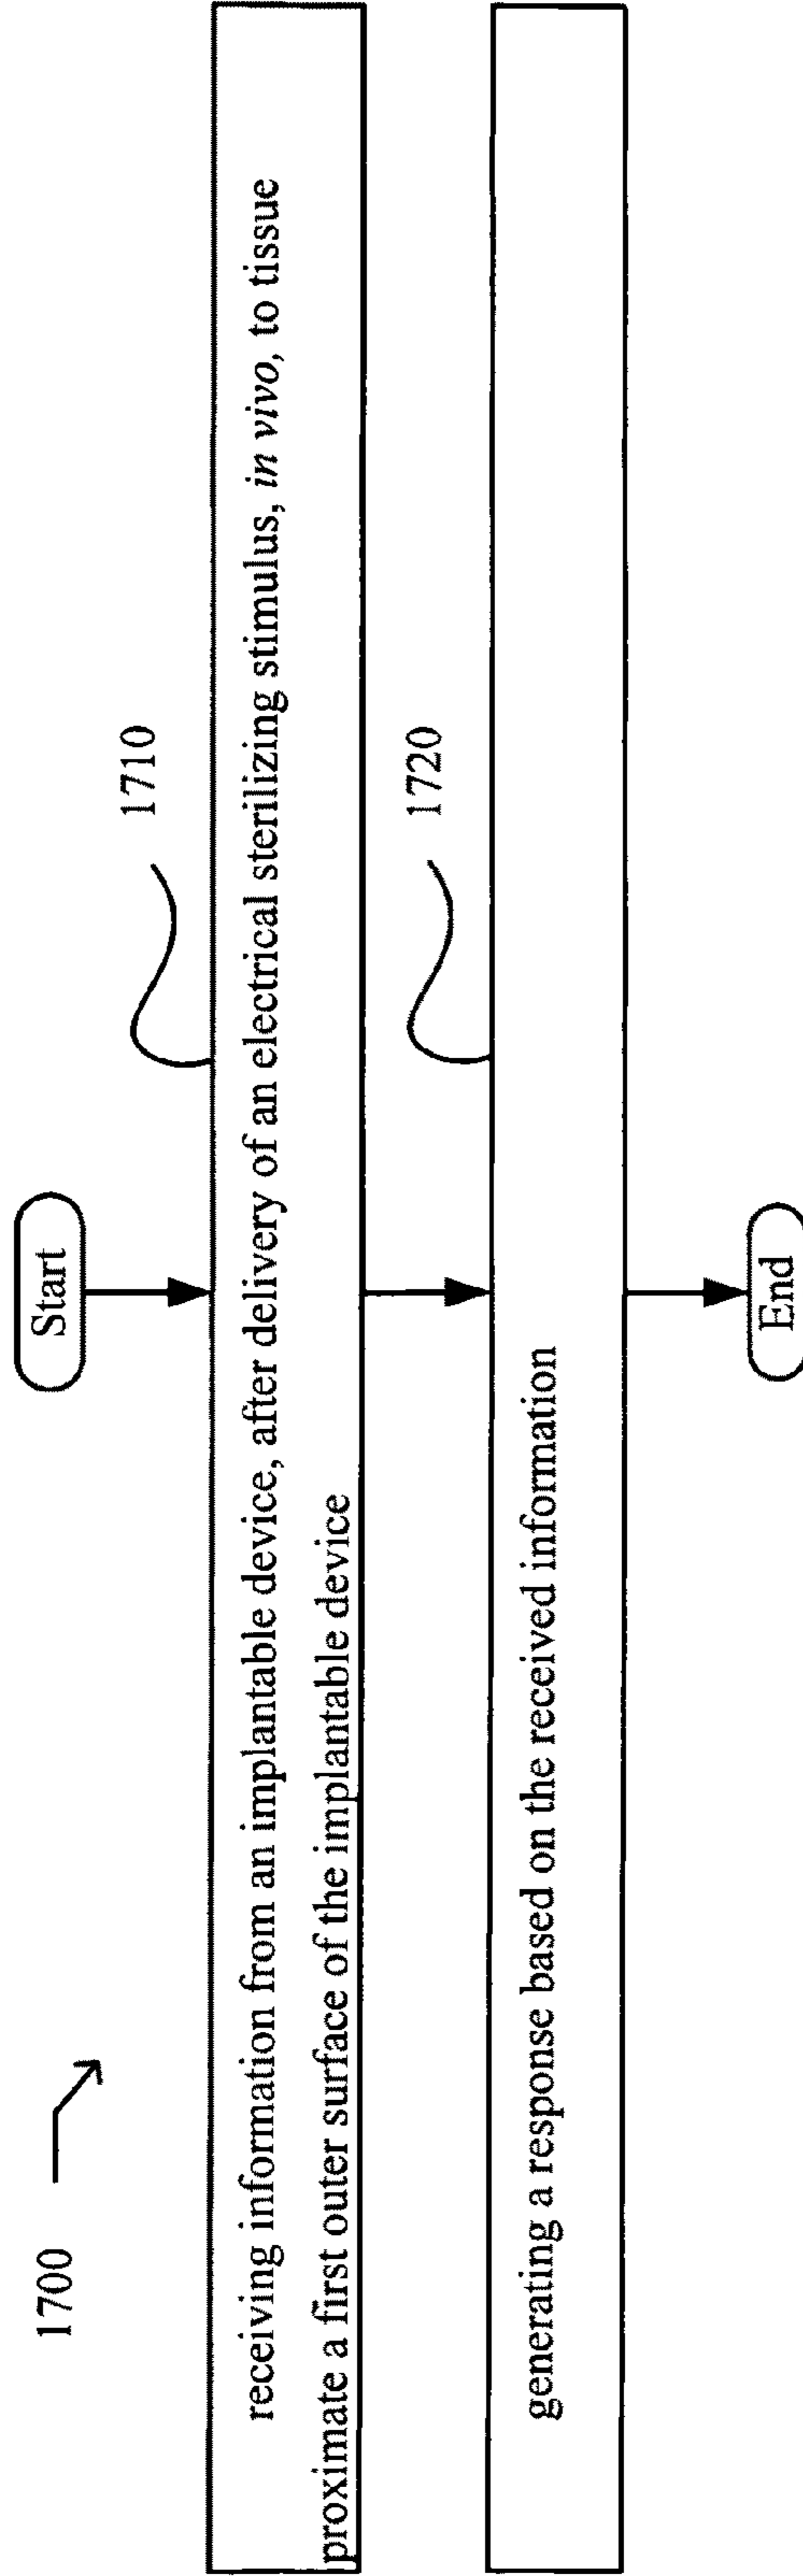 1700
Start
1710
receiving information from an implantable device, after delivery of an electrical sterilizing stimulus, in vivo, to tissue
proximate a first outer surface of the implantable device
1720
generating a response based on the received information
End